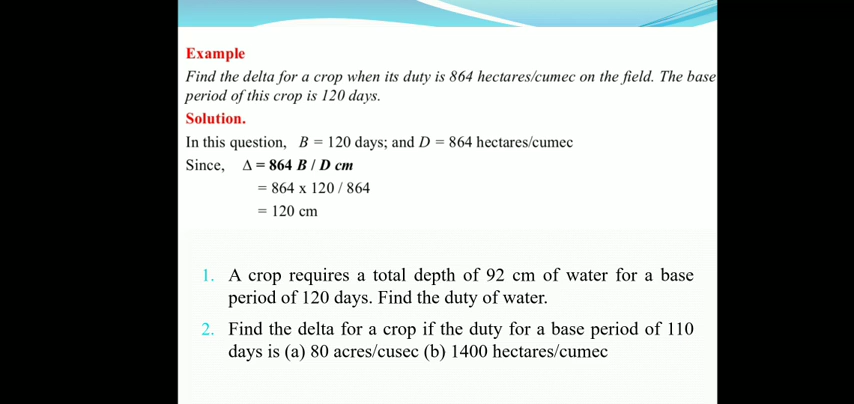 Example
Find the delta for a crop when its duty is 864 hectares/cumec on the field. The base
period of this crop is 120 days.
Solution.
In this question, B = 120 days; and D = 864 hectares/cumec
Since, Δ = 864 B / D cm
= 864 x 120 / 864
= 120 cm
1. A crop requires a total depth of 92 cm of water for a base
period of 120 days. Find the duty of water.
2. Find the delta for a crop if the duty for a base period of 110
days is (a) 80 acres/cusec (b) 1400 hectares/cumec